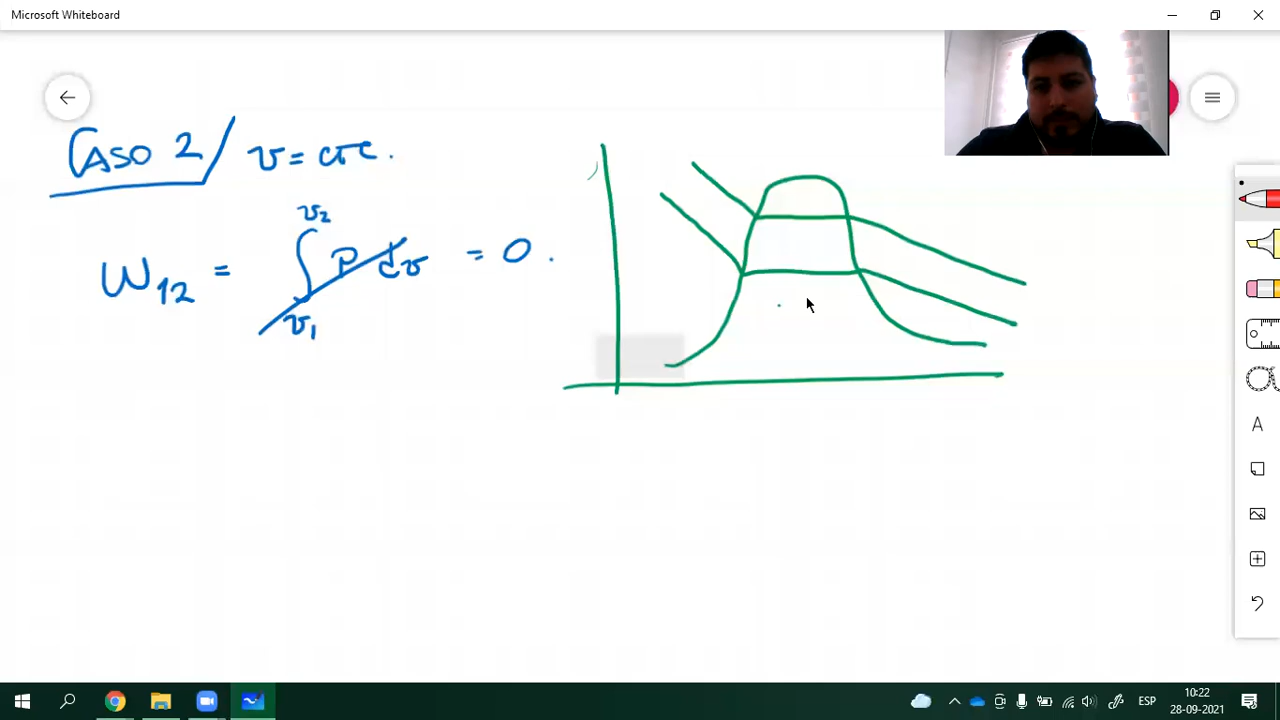 Microsoft Whiteboard
CASO 2 / v = cte.
W12 = ∫ v1 v2 P dv = 0.
A
ESP
10:22
28-09-2021